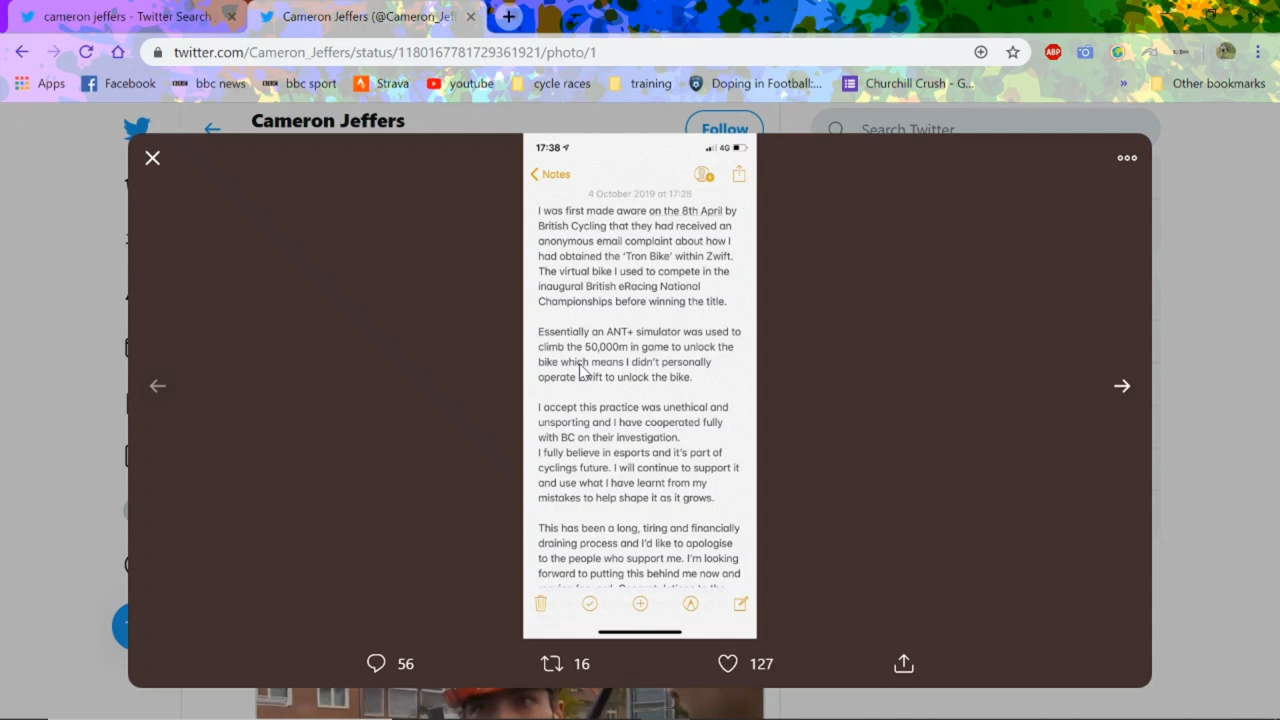 cameron jeffers - Twitter Search
Cameron Jeffers (@Cameron_Jef
twitter.com/Cameron_Jeffers/status/1180167781729361921/photo/1
ABP
Apps
Facebook
BBC bbc news
BBC bbc sport
Strava
youtube
cycle races
training
Doping in Football:...
Churchill Crush - G...
»
Other bookmarks
Cameron Jeffers
Follow
Search Twitter
17:38
4G
Notes
4 October 2019 at 17:28
I was first made aware on the 8th April by
British Cycling that they had received an
anonymous email complaint about how I
had obtained the ‘Tron Bike’ within Zwift.
The virtual bike I used to compete in the
inaugural British eRacing National
Championships before winning the title.
Essentially an ANT+ simulator was used to
climb the 50,000m in game to unlock the
bike which means I didn’t personally
operate zwift to unlock the bike.
I accept this practice was unethical and
unsporting and I have cooperated fully
with BC on their investigation.
I fully believe in esports and it’s part of
cyclings future. I will continue to support it
and use what I have learnt from my
mistakes to help shape it as it grows.
This has been a long, tiring and financially
draining process and I’d like to apologise
to the people who support me. I’m looking
forward to putting this behind me now and
56
16
127